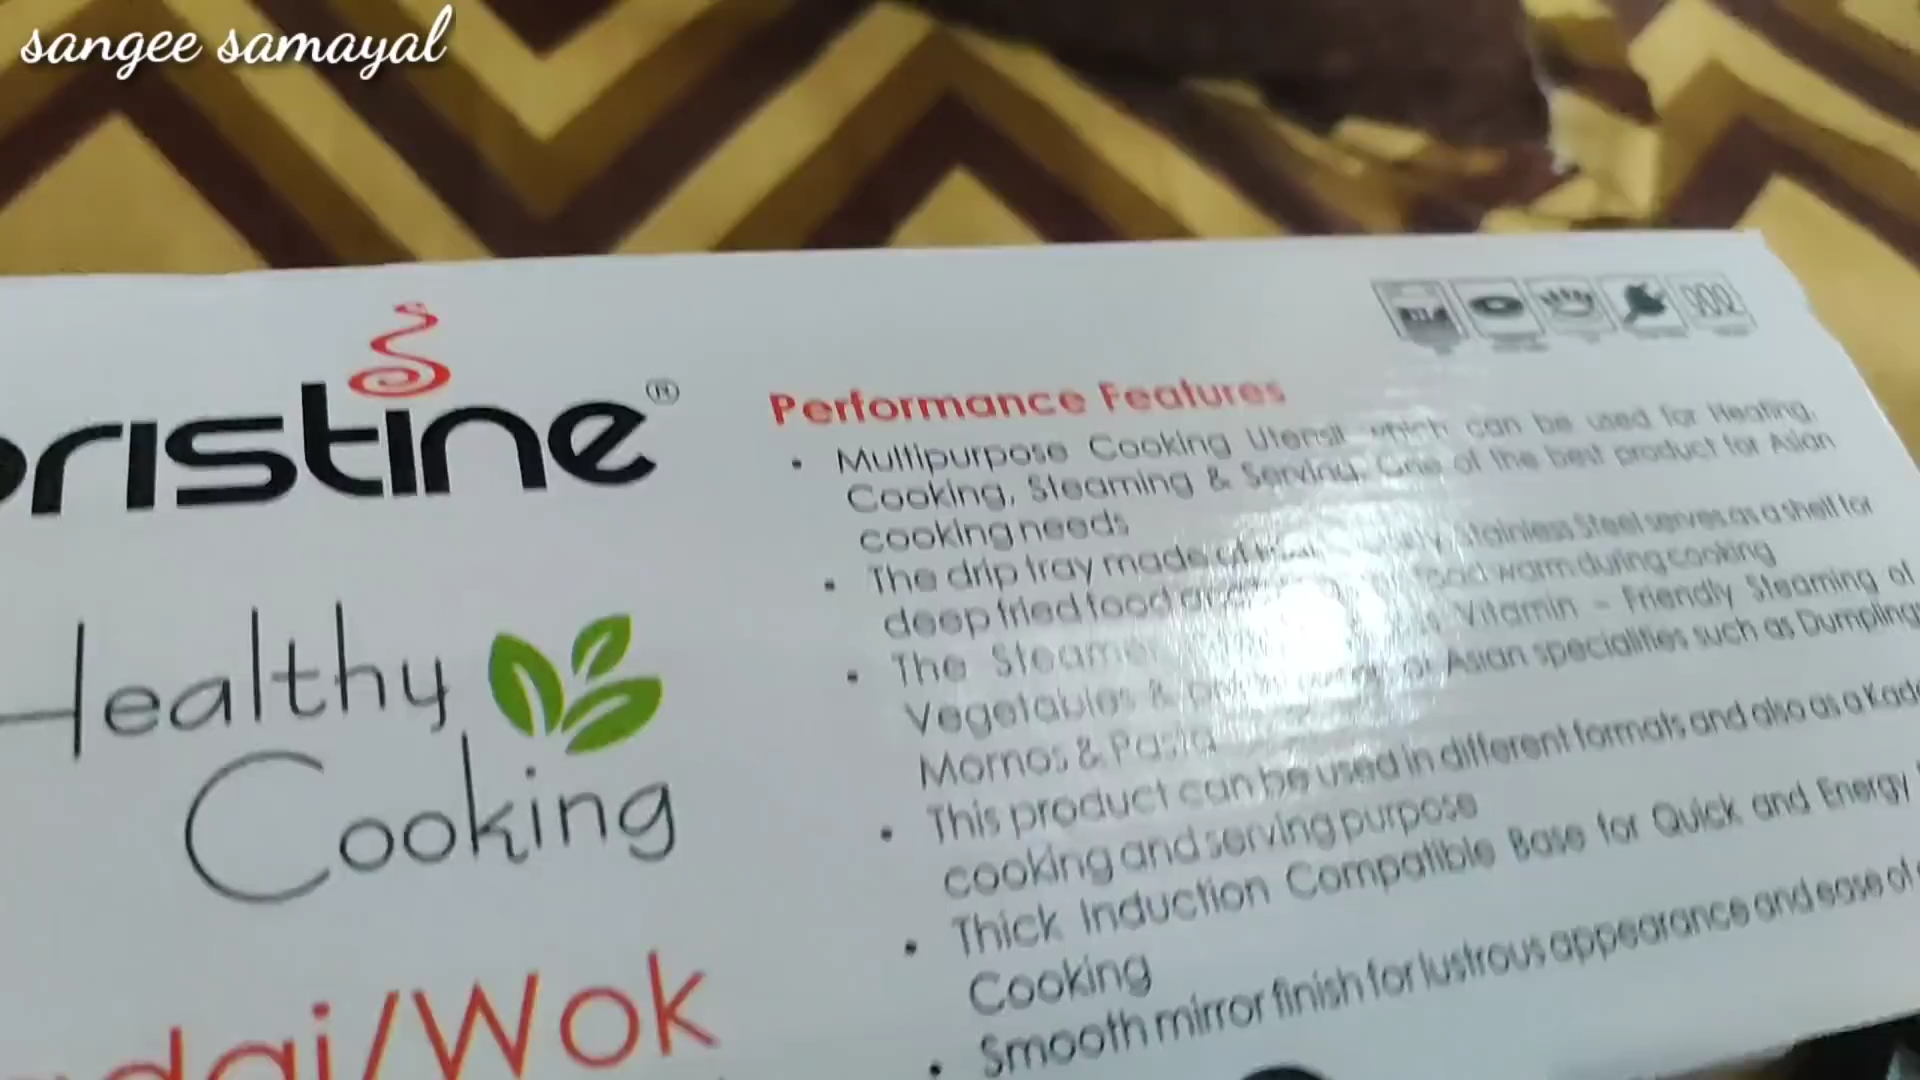 sangee samayal
pristine®
Healthy
Cooking
Kadai/Wok
Performance Features
• Multipurpose Cooking Utensil which can be used for Heating,
Cooking, Steaming & Serving. One of the best product for Asian
cooking needs
• The drip tray made of Stainless Steel serves as a shelf for
deep fried food warm during cooking
• The Steamer Vitamin - Friendly Steaming of
Vegetables & Asian specialities such as Dumplings
Momos & Pasta
• This product can be used in different formats and also as a
cooking and serving purpose
• Thick Induction Compatible Base for Quick and Energy
Cooking
• Smooth mirror finish for lustrous appearance and ease of